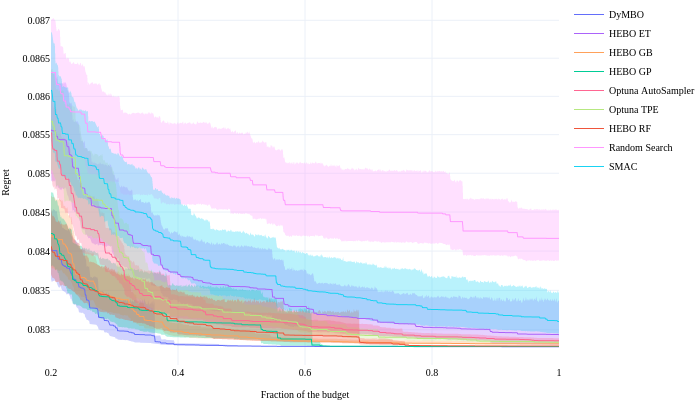 0.087
0.0865
0.086
0.0855
0.085
0.0845
0.084
0.0835
0.083
Regret
0.2
0.4
0.6
0.8
1
Fraction of the budget
DyMBO
HEBO ET
HEBO GB
HEBO GP
Optuna AutoSampler
Optuna TPE
HEBO RF
Random Search
SMAC